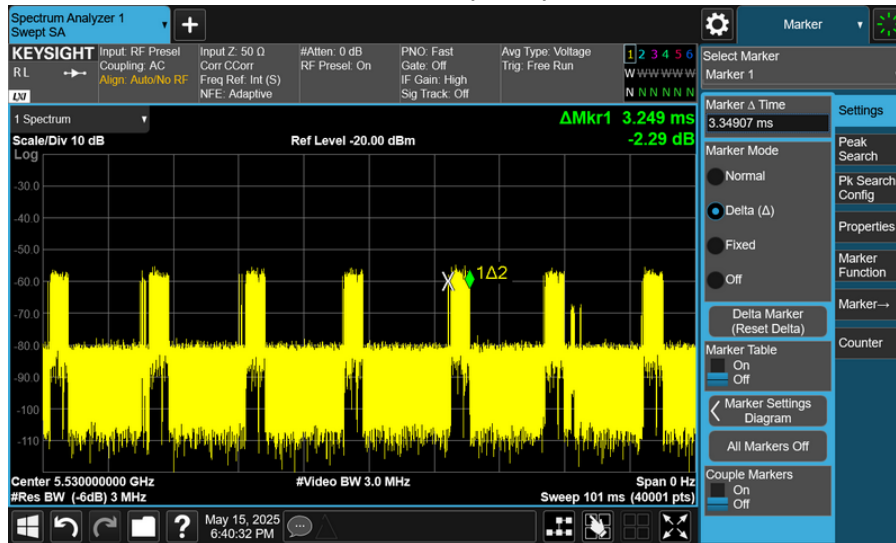 Spectrum Analyzer 1
Swept SA
+
Marker
KEYSIGHT
RL
LXI
Input: RF Presel
Coupling: AC
Align: Auto/No RF
Input Z: 50 Ω
Corr CCorr
Freq Ref: Int (S)
NFE: Adaptive
#Atten: 0 dB
RF Presel: On
PNO: Fast
Gate: Off
IF Gain: High
Sig Track: Off
Avg Type: Voltage
Trig: Free Run
1 2 3 4 5 6
W W W W W W
N N N N N N
Select Marker
Marker 1
1 Spectrum
ΔMkr1 3.249 ms
-2.29 dB
Scale/Div 10 dB
Ref Level -20.00 dBm
Log
-30.0
-40.0
-50.0
-60.0
-70.0
-80.0
-90.0
-100
-110
X
1Δ2
Center 5.530000000 GHz
#Video BW 3.0 MHz
Span 0 Hz
#Res BW (-6dB) 3 MHz
Sweep 101 ms (40001 pts)
Marker Δ Time
3.34907 ms
Marker Mode
Normal
Delta (Δ)
Fixed
Off
Delta Marker
(Reset Delta)
Marker Table
On
Off
Marker Settings
Diagram
All Markers Off
Couple Markers
On
Off
Settings
Peak
Search
Pk Search
Config
Properties
Marker
Function
Marker→
Counter
?
May 15, 2025
6:40:32 PM